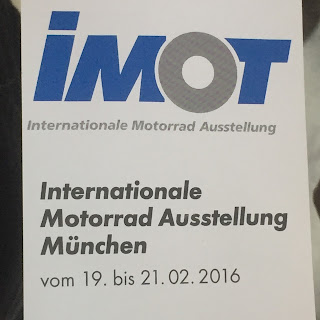 iMOT
Internationale Motorrad Ausstellung
Internationale
Motorrad Ausstellung
München
vom 19. bis 21.02.2016